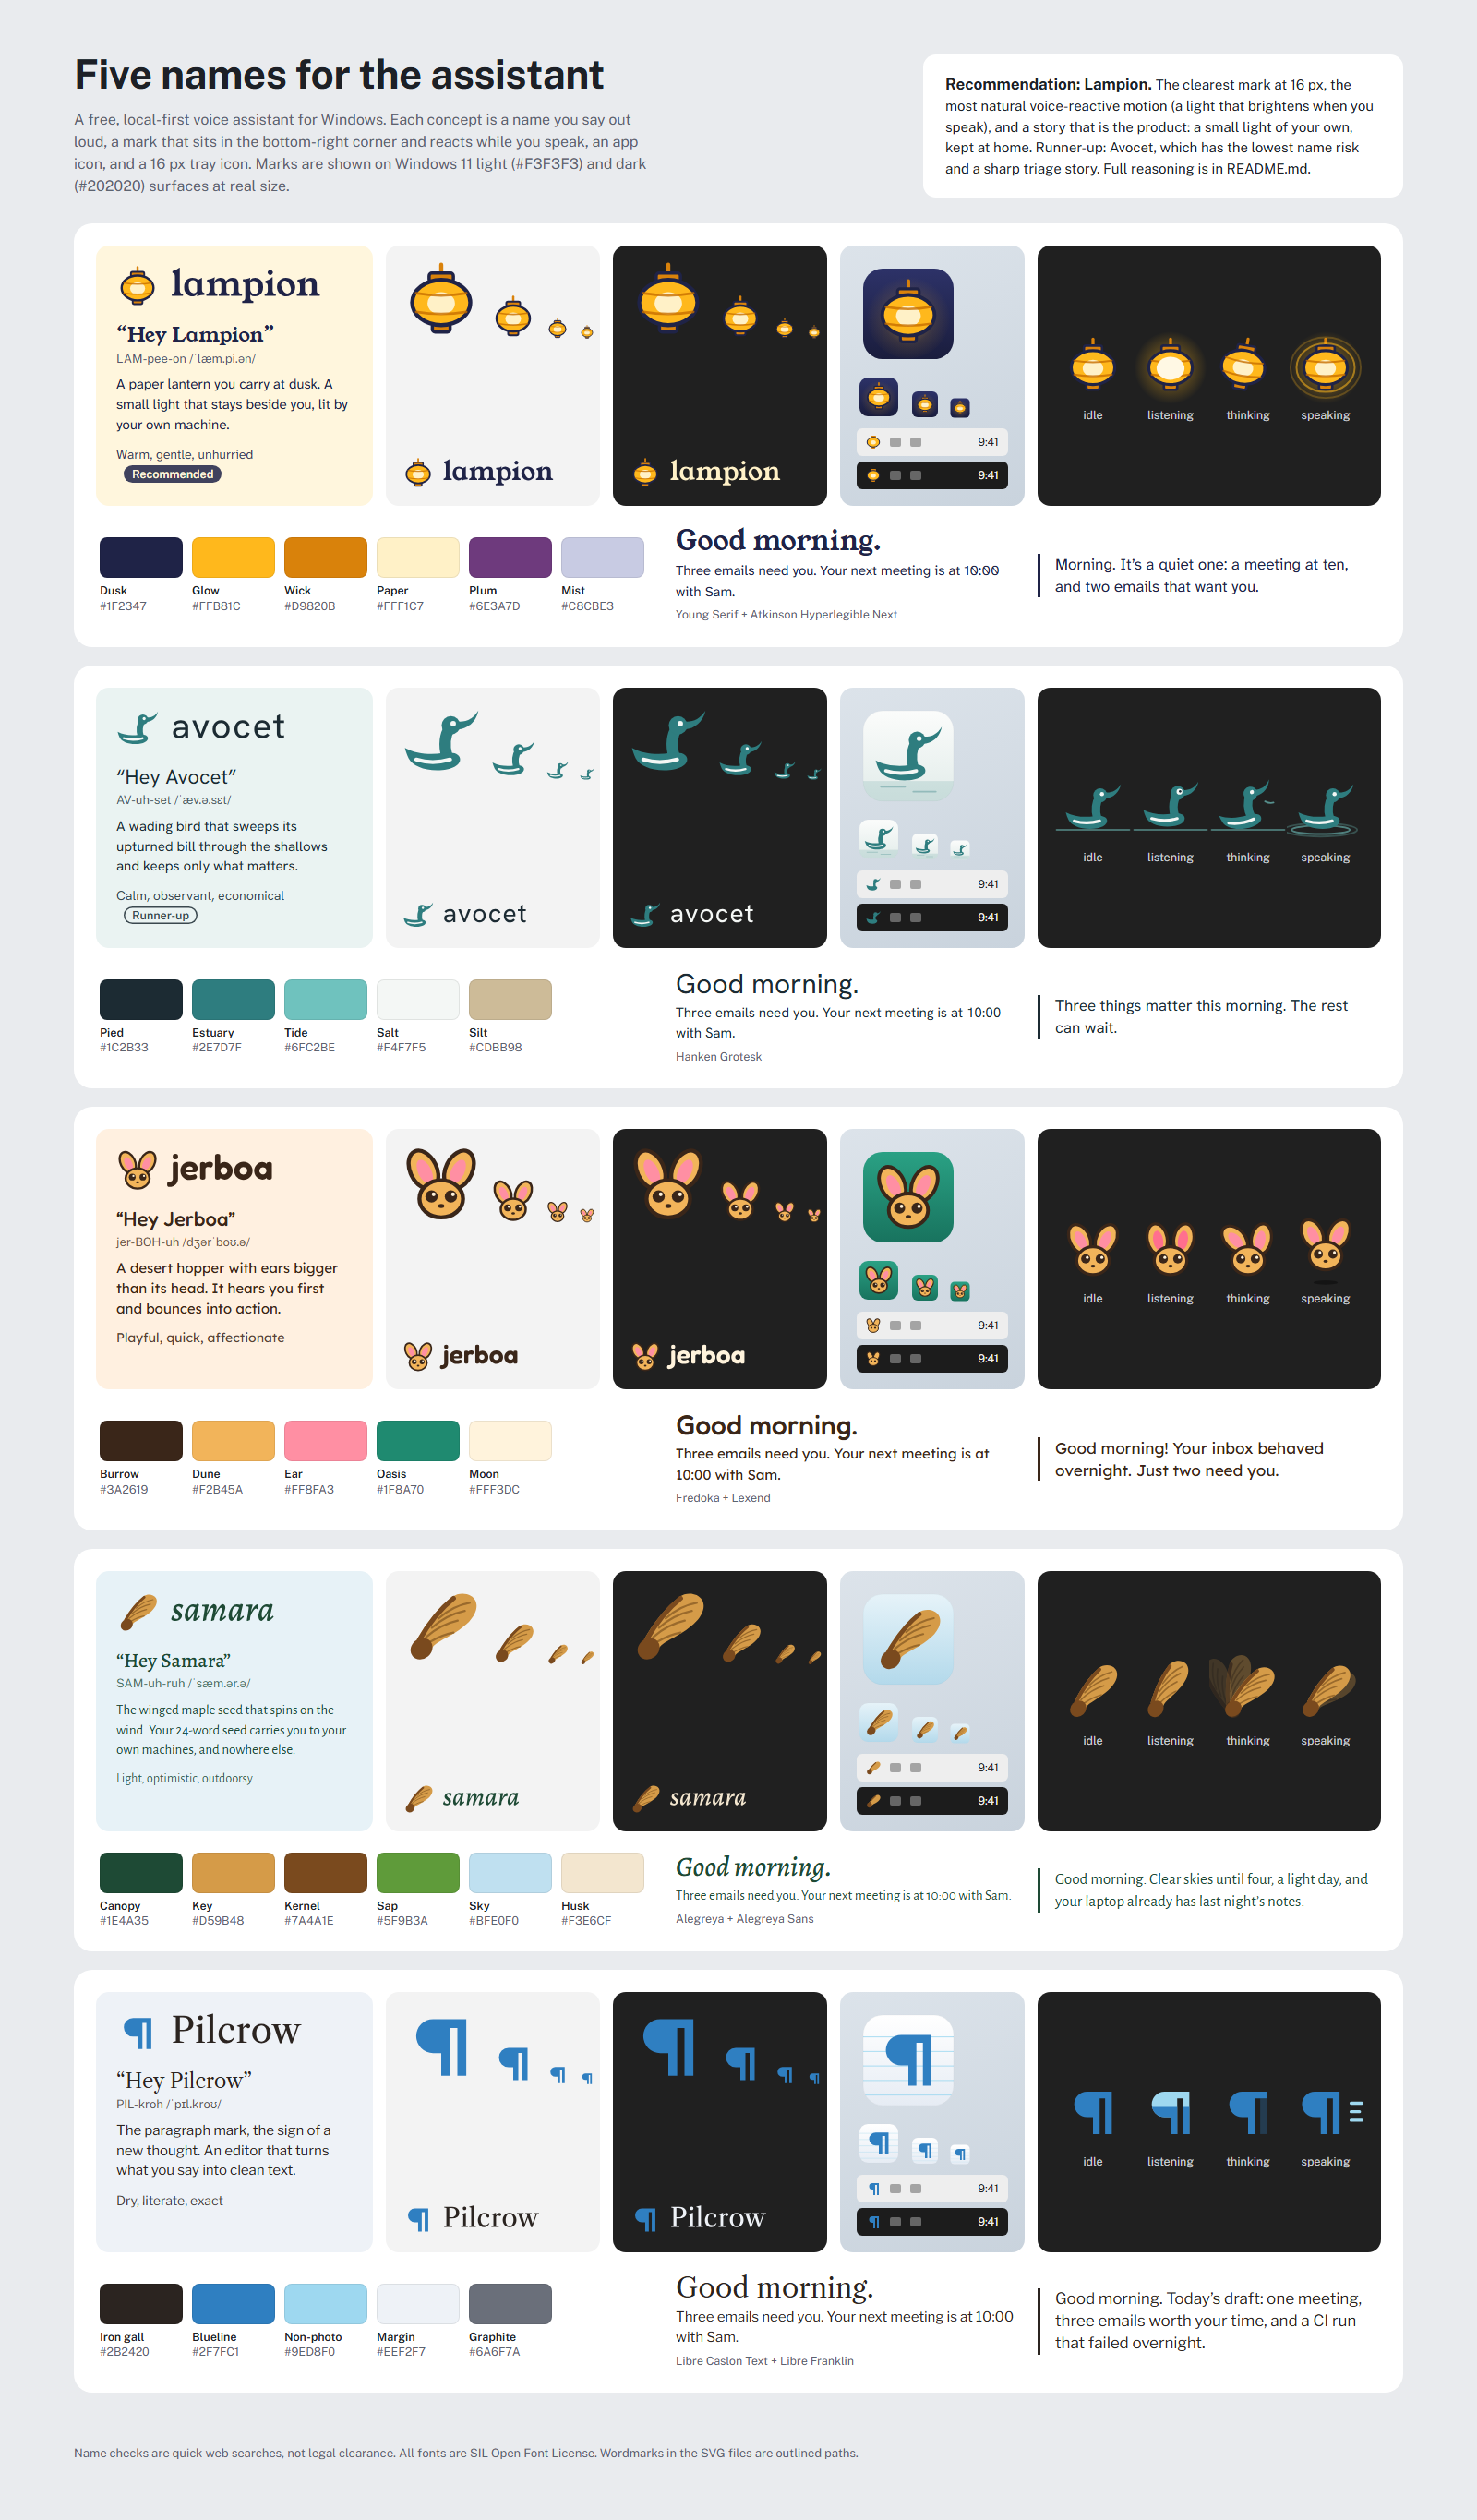 Five names for the assistant
A free, local-first voice assistant for Windows. Each concept is a name you say out
loud, a mark that sits in the bottom-right corner and reacts while you speak, an app
icon, and a 16 px tray icon. Marks are shown on Windows 11 light (#F3F3F3) and dark
(#202020) surfaces at real size.
Recommendation: Lampion. The clearest mark at 16 px, the
most natural voice-reactive motion (a light that brightens when you
speak), and a story that is the product: a small light of your own,
kept at home. Runner-up: Avocet, which has the lowest name risk
and a sharp triage story. Full reasoning is in README.md.
lampion
“Hey Lampion”
LAM-pee-on /ˈlæm.pi.ən/
A paper lantern you carry at dusk. A
small light that stays beside you, lit by
your own machine.
Warm, gentle, unhurried
Recommended
lampion
lampion
9:41
9:41
idle
listening
thinking
speaking
Dusk
#1F2347
Glow
#FFB81C
Wick
#D9820B
Paper
#FFF1C7
Plum
#6E3A7D
Mist
#C8CBE3
Good morning.
Three emails need you. Your next meeting is at 10:00
with Sam.
Young Serif + Atkinson Hyperlegible Next
Morning. It’s a quiet one: a meeting at ten,
and two emails that want you.
avocet
“Hey Avocet”
AV-uh-set /ˈæv.ə.sɛt/
A wading bird that sweeps its
upturned bill through the shallows
and keeps only what matters.
Calm, observant, economical
Runner-up
avocet
avocet
9:41
9:41
idle
listening
thinking
speaking
Pied
#1C2B33
Estuary
#2E7D7F
Tide
#6FC2BE
Salt
#F4F7F5
Silt
#CDBB98
Good morning.
Three emails need you. Your next meeting is at 10:00
with Sam.
Hanken Grotesk
Three things matter this morning. The rest
can wait.
jerboa
“Hey Jerboa”
jer-BOH-uh /dʒərˈboʊ.ə/
A desert hopper with ears bigger
than its head. It hears you first
and bounces into action.
Playful, quick, affectionate
jerboa
jerboa
9:41
9:41
idle
listening
thinking
speaking
Burrow
#3A2619
Dune
#F2B45A
Ear
#FF8FA3
Oasis
#1F8A70
Moon
#FFF3DC
Good morning.
Three emails need you. Your next meeting is at
10:00 with Sam.
Fredoka + Lexend
Good morning! Your inbox behaved
overnight. Just two need you.
samara
“Hey Samara”
SAM-uh-ruh /ˈsæm.ər.ə/
The winged maple seed that spins on the
wind. Your 24-word seed carries you to your
own machines, and nowhere else.
Light, optimistic, outdoorsy
samara
samara
9:41
9:41
idle
listening
thinking
speaking
Canopy
#1E4A35
Key
#D59B48
Kernel
#7A4A1E
Sap
#5F9B3A
Sky
#BFE0F0
Husk
#F3E6CF
Good morning.
Three emails need you. Your next meeting is at 10:00 with Sam.
Alegreya + Alegreya Sans
Good morning. Clear skies until four, a light day, and
your laptop already has last night’s notes.
¶ Pilcrow
“Hey Pilcrow”
PIL-kroh /ˈpɪl.kroʊ/
The paragraph mark, the sign of a
new thought. An editor that turns
what you say into clean text.
Dry, literate, exact
¶ ¶ ¶ ¶
¶ Pilcrow
¶ ¶ ¶ ¶
¶ Pilcrow
¶
¶ ¶ ¶
¶ 9:41
¶ 9:41
¶ ¶ ¶ ¶
idle
listening
thinking
speaking
Iron gall
#2B2420
Blueline
#2F7FC1
Non-photo
#9ED8F0
Margin
#EEF2F7
Graphite
#6A6F7A
Good morning.
Three emails need you. Your next meeting is at 10:00
with Sam.
Libre Caslon Text + Libre Franklin
Good morning. Today’s draft: one meeting,
three emails worth your time, and a CI run
that failed overnight.
Name checks are quick web searches, not legal clearance. All fonts are SIL Open Font License. Wordmarks in the SVG files are outlined paths.